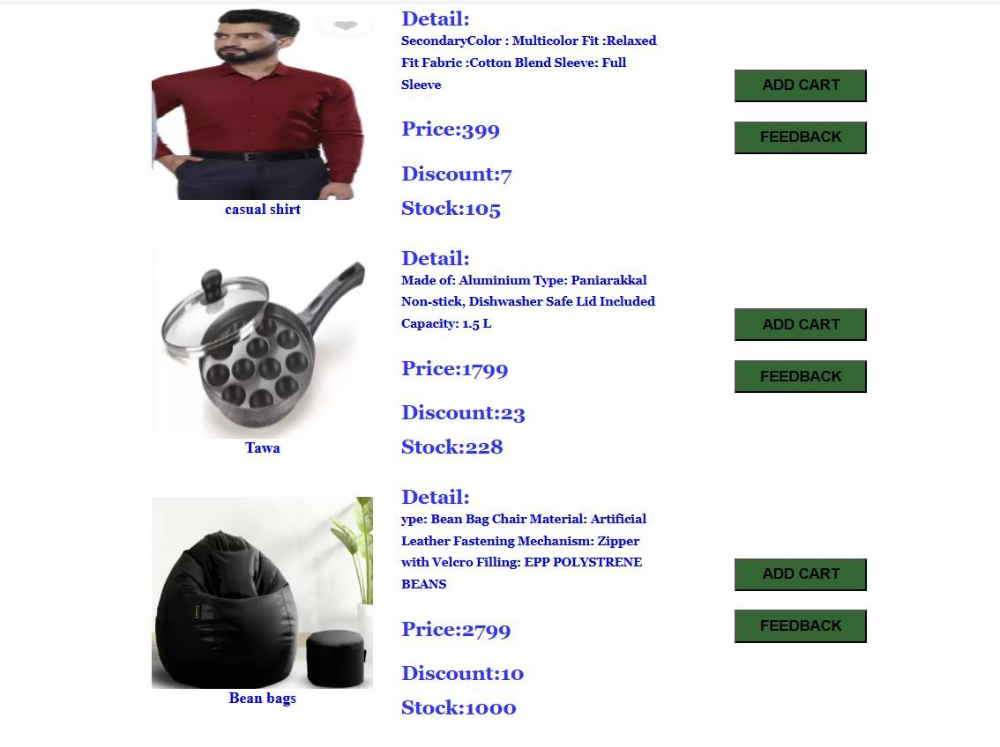 Detail:
SecondaryColor : Multicolor Fit :Relaxed
Fit Fabric :Cotton Blend Sleeve: Full
Sleeve
Price:399
Discount:7
Stock:105
casual shirt
ADD CART
FEEDBACK
Detail:
Made of: Aluminium Type: Paniarakkal
Non-stick, Dishwasher Safe Lid Included
Capacity: 1.5 L
Price:1799
Discount:23
Stock:228
Tawa
ADD CART
FEEDBACK
Detail:
ype: Bean Bag Chair Material: Artificial
Leather Fastening Mechanism: Zipper
with Velcro Filling: EPP POLYSTRENE
BEANS
Price:2799
Discount:10
Stock:1000
Bean bags
ADD CART
FEEDBACK